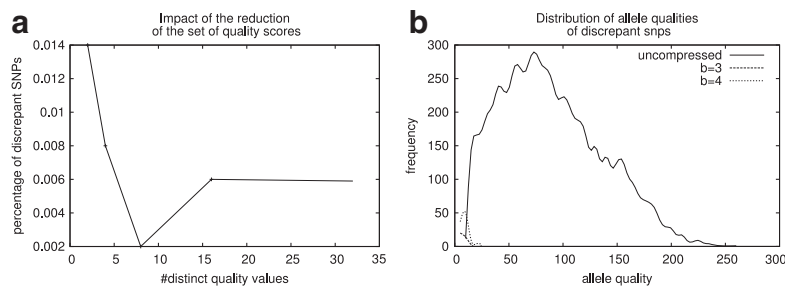 a
Impact of the reduction
of the set of quality scores
0.014
0.012
0.01
0.008
0.006
0.004
0.002
percentage of discrepant SNPs
0 5 10 15 20 25 30 35
#distinct quality values
b
Distribution of allele qualities
of discrepant snps
300
250
200
150
100
50
0
frequency
uncompressed
b=3
b=4
0 50 100 150 200 250 300
allele quality